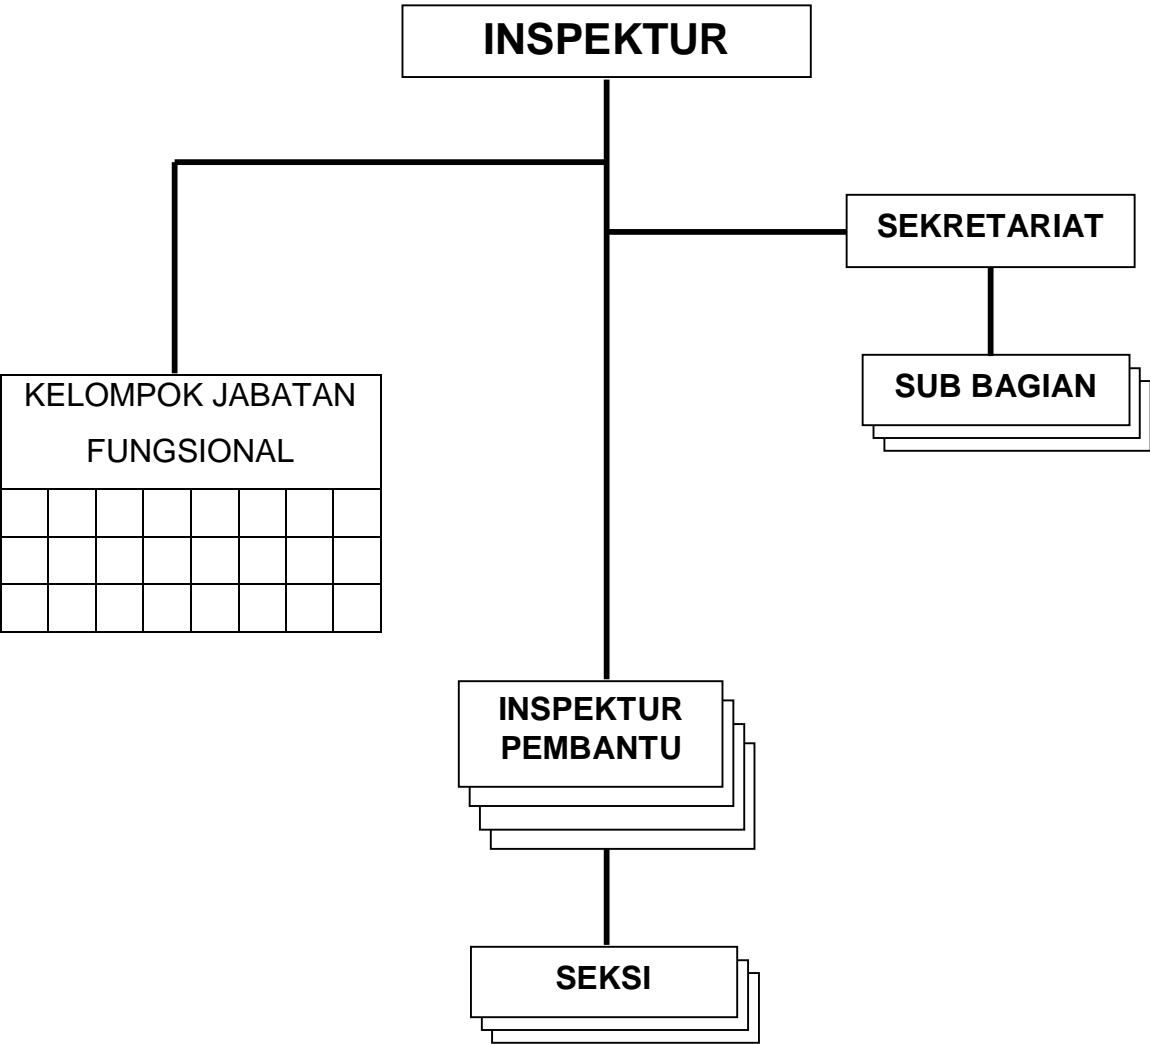 INSPEKTUR
SEKRETARIAT
KELOMPOK JABATAN
FUNGSIONAL
SUB BAGIAN
INSPEKTUR
PEMBANTU
SEKSI